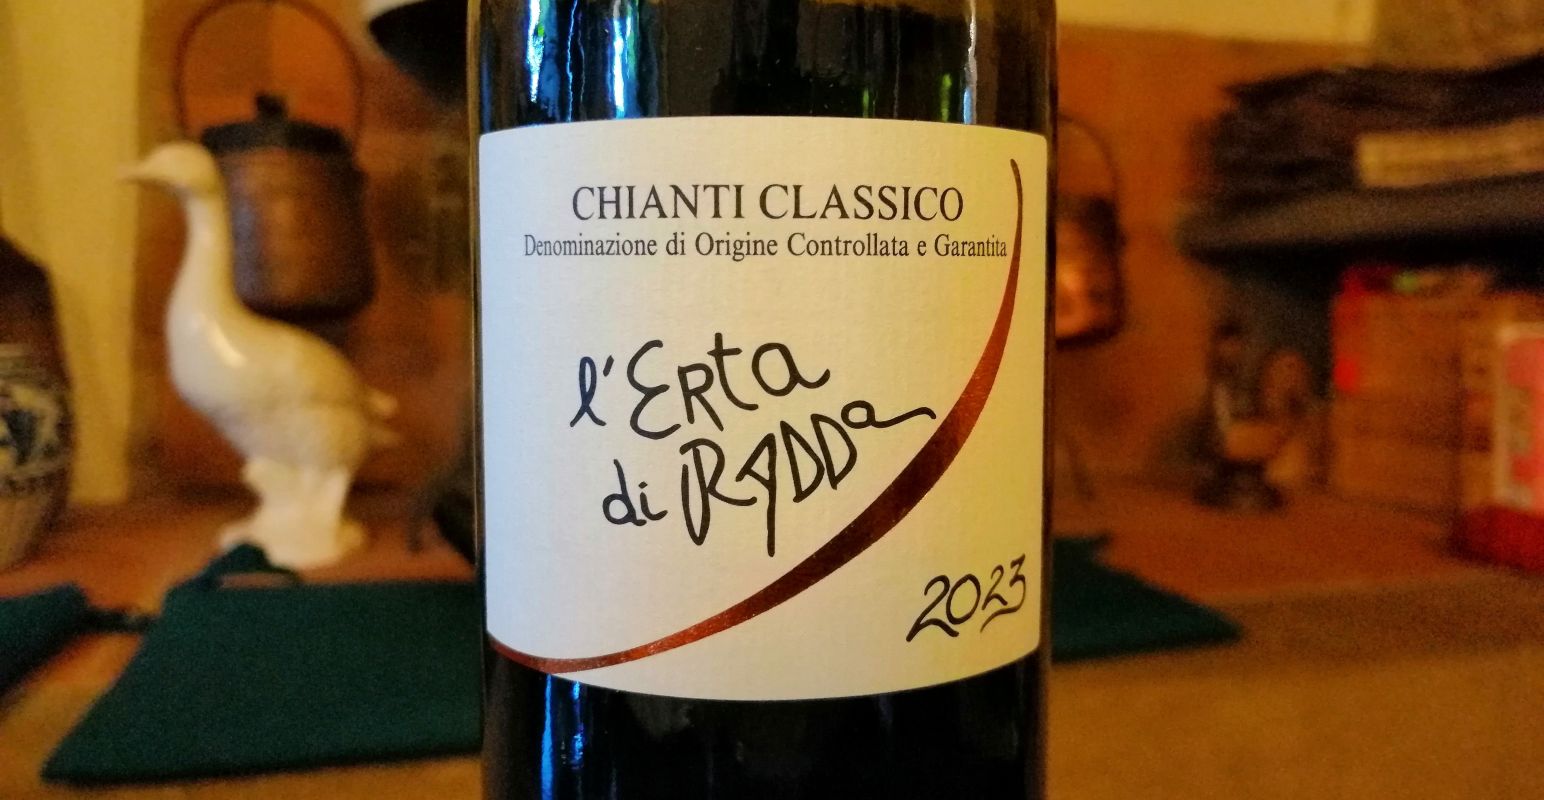 CHIANTI CLASSICO
Denominazione di Origine Controllata e Garantita
l'ERta
di RADDa
2023